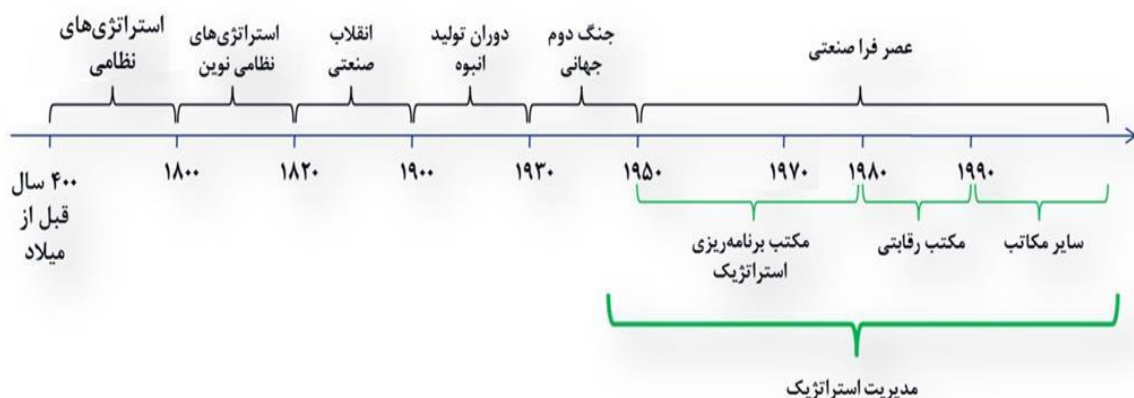 استراتژی‌های
نظامی
استراتژی‌های
نظامی نوین
انقلاب
صنعتی
دوران تولید
انبوه
جنگ دوم
جهانی
عصر فرا صنعتی
۴۰۰ سال
قبل از
میلاد
۱۸۰۰
۱۸۲۰
۱۹۰۰
۱۹۳۰
۱۹۵۰
۱۹۷۰
۱۹۸۰
۱۹۹۰
مکتب برنامه‌ریزی
استراتژیک
مکتب رقابتی
سایر مکاتب
مدیریت استراتژیک